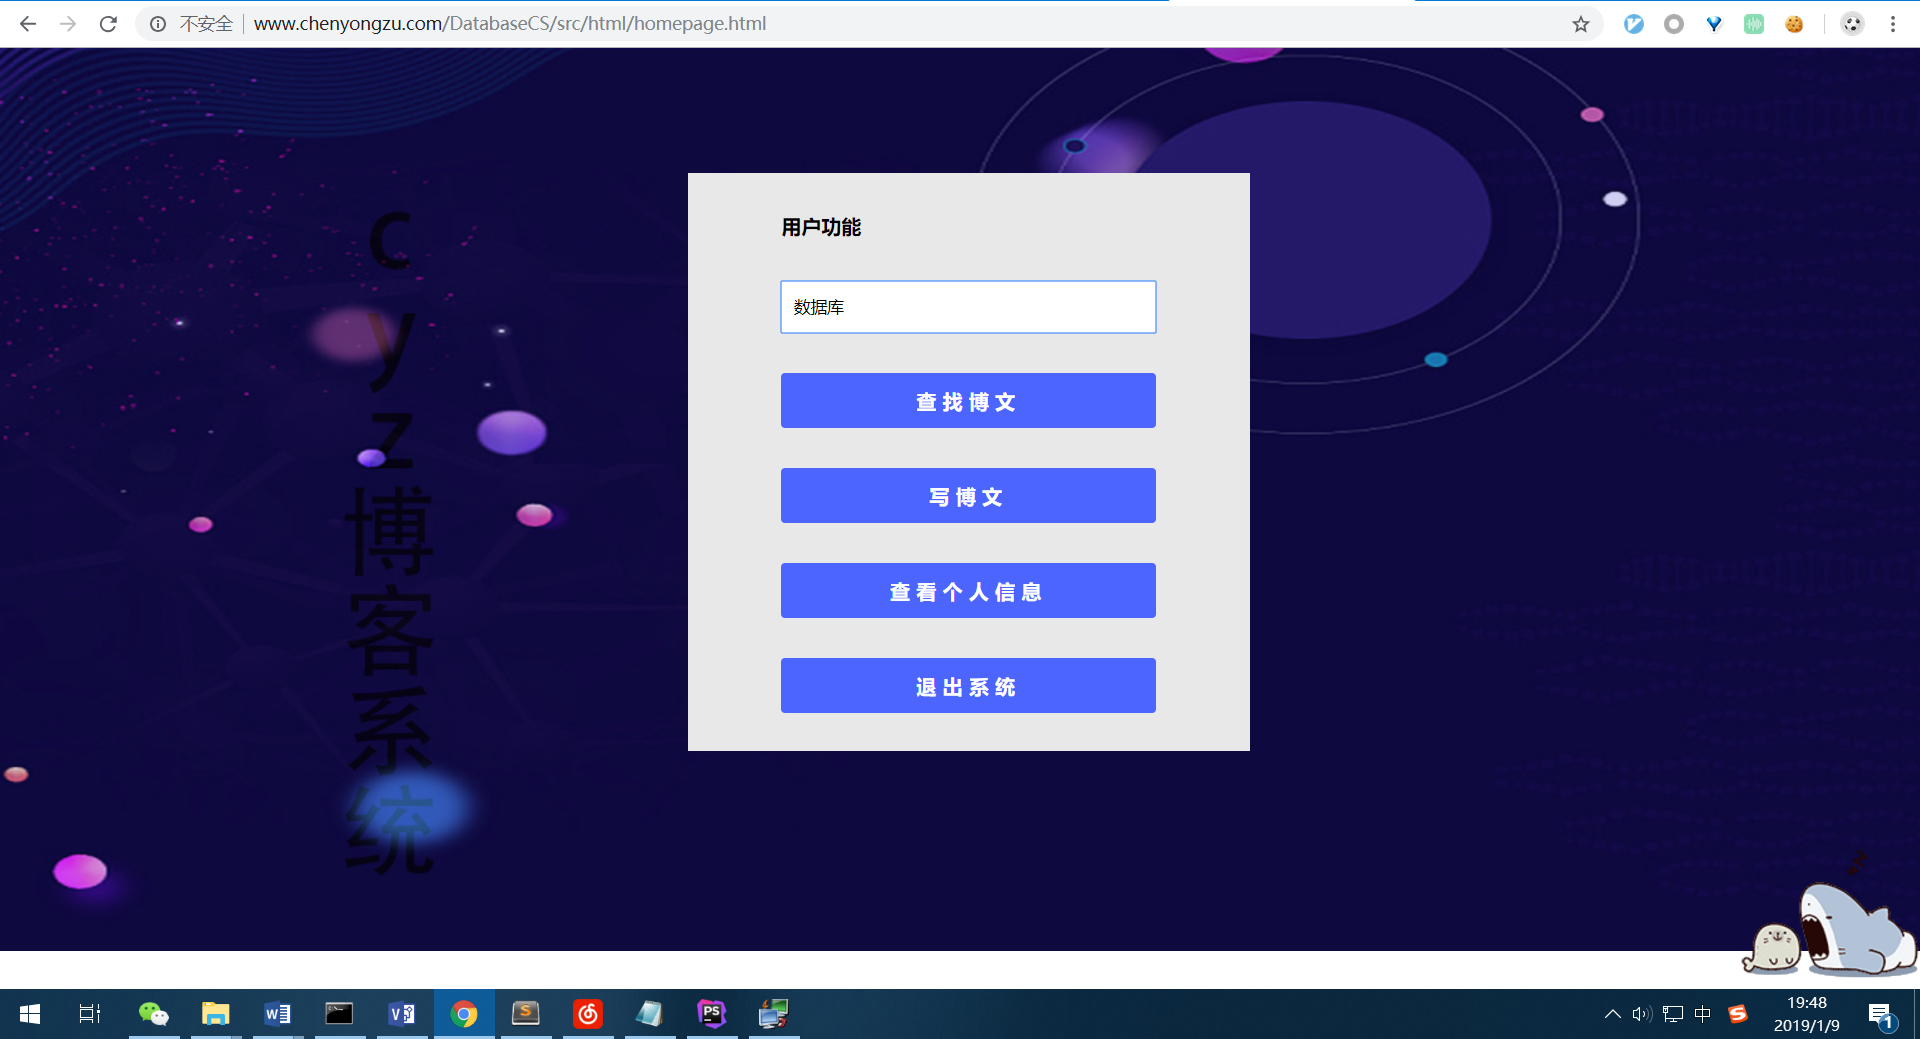 不安全 www.chenyongzu.com/DatabaseCS/src/html/homepage.html
c
y
z
博
客
系
统
用户功能
数据库
查找博文
写博文
查看个人信息
退出系统
中
19:48
2019/1/9
1